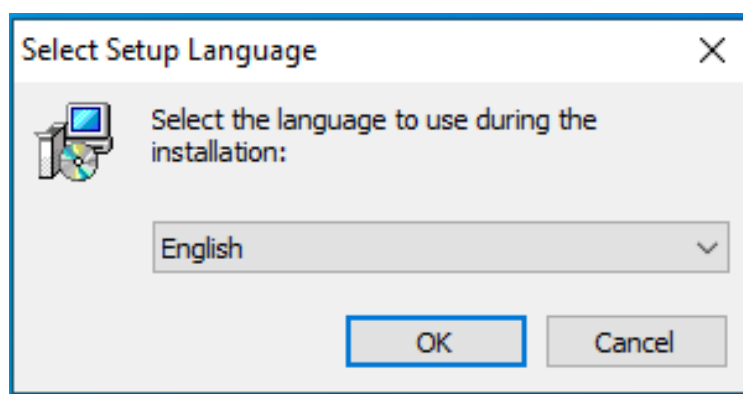 Select Setup Language
Select the language to use during the
installation:
English
OK
Cancel